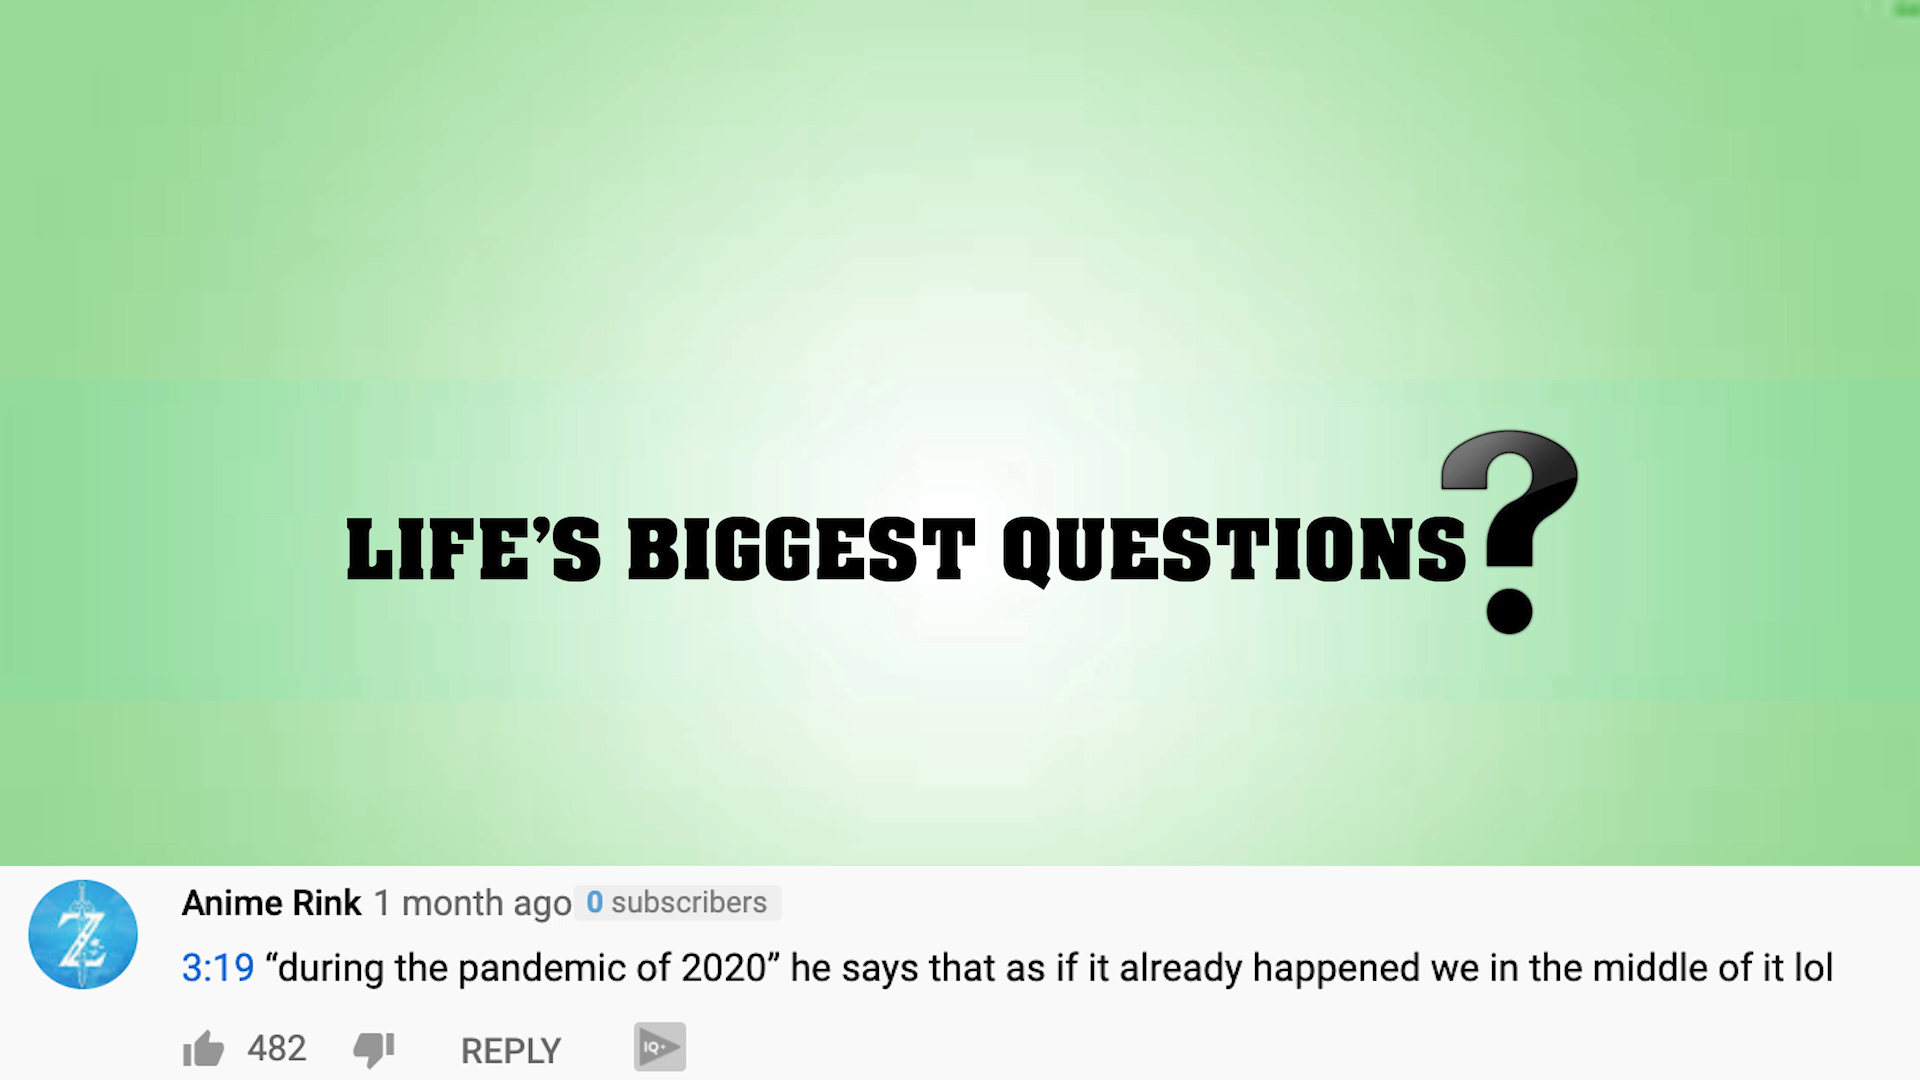 LIFE’S BIGGEST QUESTIONS?
Anime Rink 1 month ago 0 subscribers
3:19 “during the pandemic of 2020” he says that as if it already happened we in the middle of it lol
482 REPLY IQ+